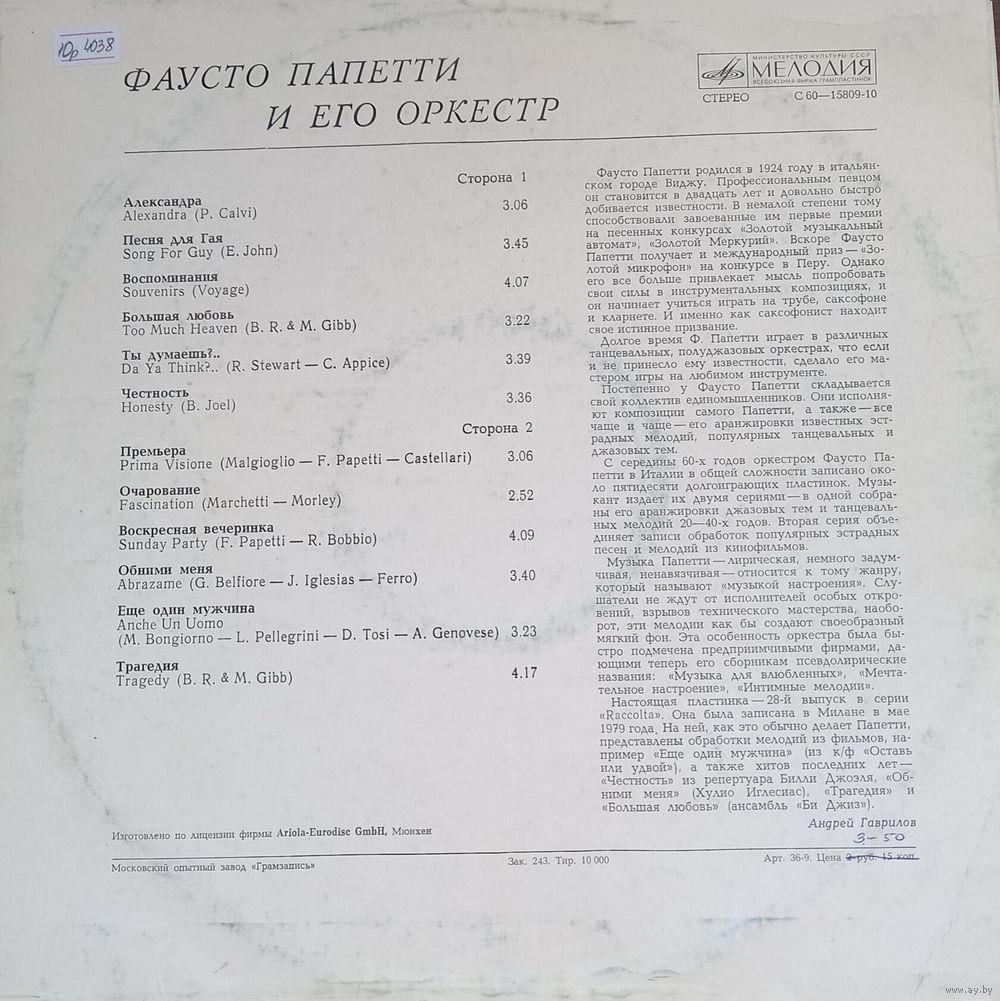 10р 4038
ФАУСТО ПАПЕТТИ
И ЕГО ОРКЕСТР
МИНИСТЕРСТВО КУЛЬТУРЫ СССР
МЕЛОДИЯ
ВСЕСОЮЗНАЯ ФИРМА ГРАМПЛАСТИНОК
СТЕРЕО С 60—15809-10
Сторона 1
Александра
Alexandra (P. Calvi) 3.06
Песня для Гая
Song For Guy (E. John) 3.45
Воспоминания
Souvenirs (Voyage) 4.07
Большая любовь
Too Much Heaven (B. R. & M. Gibb) 3.22
Ты думаешь?..
Da Ya Think?.. (R. Stewart — C. Appice) 3.39
Честность
Honesty (B. Joel) 3.36
Сторона 2
Премьера
Prima Visione (Malgioglio — F. Papetti — Castellari) 3.06
Очарование
Fascination (Marchetti — Morley) 2.52
Воскресная вечеринка
Sunday Party (F. Papetti — R. Bobbio) 4.09
Обними меня
Abrazame (G. Belfiore — J. Iglesias — Ferro) 3.40
Еще один мужчина
Anche Un Uomo
(M. Bongiorno — L. Pellegrini — D. Tosi — A. Genovese) 3.23
Трагедия
Tragedy (B. R. & M. Gibb) 4.17
Фаусто Папетти родился в 1924 году в итальян-
ском городе Виджу. Профессиональным певцом
он становится в двадцать лет и довольно быстро
добивается известности. В немалой степени тому
способствовали завоеванные им первые премии
на песенных конкурсах «Золотой музыкальный
автомат», «Золотой Меркурий». Вскоре Фаусто
Папетти получает и международный приз — «Зо-
лотой микрофон» на конкурсе в Перу. Однако
его все больше привлекает мысль попробовать
свои силы в инструментальных композициях, и
он начинает учиться играть на трубе, саксофоне
и кларнете. И именно как саксофонист находит
свое истинное призвание.
Долгое время Ф. Папетти играет в различных
танцевальных, полуджазовых оркестрах, что если
и не принесло ему известности, сделало его ма-
стером игры на любимом инструменте.
Постепенно у Фаусто Папетти складывается
свой коллектив единомышленников. Они исполня-
ют композиции самого Папетти, а также — все
чаще и чаще — его аранжировки известных эст-
радных мелодий, популярных танцевальных и
джазовых тем.
С середины 60-х годов оркестром Фаусто Па-
петти в Италии в общей сложности записано око-
ло пятидесяти долгоиграющих пластинок. Музы-
кант издает их двумя сериями — в одной собра-
ны его аранжировки джазовых тем и танцеваль-
ных мелодий 20—40-х годов. Вторая серия объе-
диняет записи обработок популярных эстрадных
песен и мелодий из кинофильмов.
Музыка Папетти — лирическая, немного задум-
чивая, ненавязчивая — относится к тому жанру,
который называют «музыкой настроения». Слу-
шатели не ждут от исполнителей особых откро-
вений, взрывов технического мастерства, наобо-
рот, эти мелодии как бы создают своеобразный
мягкий фон. Эта особенность оркестра была бы-
стро подмечена предприимчивыми фирмами, да-
ющими теперь его сборникам псевдолирические
названия: «Музыка для влюбленных», «Мечта-
тельное настроение», «Интимные мелодии».
Настоящая пластинка — 28-й выпуск в серии
«Raccolta». Она была записана в Милане в мае
1979 года. На ней, как это обычно делает Папетти,
представлены обработки мелодий из фильмов, на-
пример «Еще один мужчина» (из к/ф «Оставь
или удвой»), а также хитов последних лет —
«Честность» из репертуара Билли Джоэля, «Об-
ними меня» (Хулио Иглесиас), «Трагедия» и
«Большая любовь» (ансамбль «Би Джиз»).
Андрей Гаврилов
3-50
Изготовлено по лицензии фирмы Ariola-Eurodisc GmbH, Мюнхен
Московский опытный завод «Грамзапись» Зак. 243. Тир. 10 000 Арт. 36-9. Цена 2 руб. 15 коп.
www.ay.by